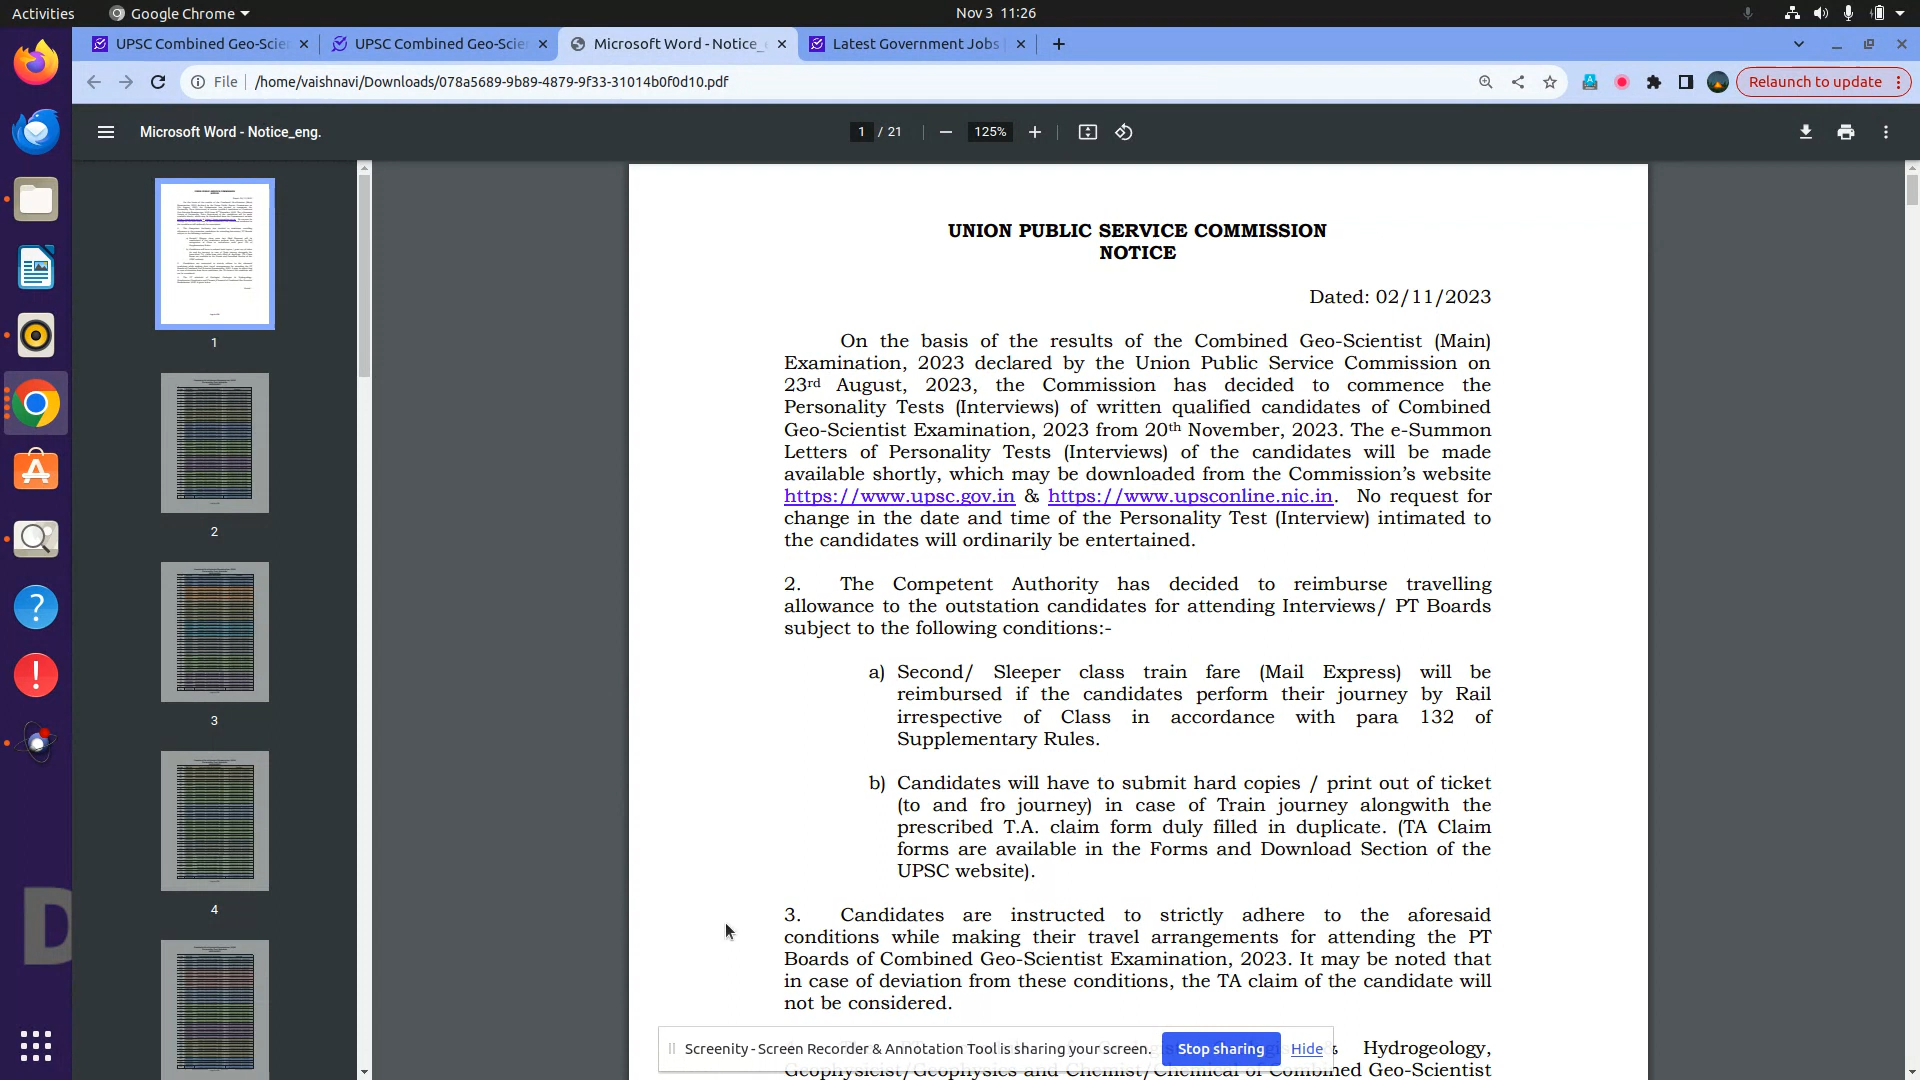 Activities
Google Chrome
Nov 3 11:26
UPSC Combined Geo-Scien
UPSC Combined Geo-Scien
Microsoft Word - Notice_
Latest Government Jobs
File
/home/vaishnavi/Downloads/078a5689-9b89-4879-9f33-31014b0f0d10.pdf
Relaunch to update
Microsoft Word - Notice_eng.
1 / 21
125%
UNION PUBLIC SERVICE COMMISSION
NOTICE
Dated: 02/11/2023
On the basis of the results of the Combined Geo-Scientist (Main)
Examination, 2023 declared by the Union Public Service Commission on
23rd August, 2023, the Commission has decided to commence the
Personality Tests (Interviews) of written qualified candidates of Combined
Geo-Scientist Examination, 2023 from 20th November, 2023. The e-Summon
Letters of Personality Tests (Interviews) of the candidates will be made
available shortly, which may be downloaded from the Commission's website
https://www.upsc.gov.in & https://www.upsconline.nic.in. No request for
change in the date and time of the Personality Test (Interview) intimated to
the candidates will ordinarily be entertained.
2. The Competent Authority has decided to reimburse travelling
allowance to the outstation candidates for attending Interviews/ PT Boards
subject to the following conditions:-
a) Second/ Sleeper class train fare (Mail Express) will be
reimbursed if the candidates perform their journey by Rail
irrespective of Class in accordance with para 132 of
Supplementary Rules.
b) Candidates will have to submit hard copies / print out of ticket
(to and fro journey) in case of Train journey alongwith the
prescribed T.A. claim form duly filled in duplicate. (TA Claim
forms are available in the Forms and Download Section of the
UPSC website).
3. Candidates are instructed to strictly adhere to the aforesaid
conditions while making their travel arrangements for attending the PT
Boards of Combined Geo-Scientist Examination, 2023. It may be noted that
in case of deviation from these conditions, the TA claim of the candidate will
not be considered.
& Hydrogeology,
Geophysicist/Geophysics and Chemist/Chemical of Combined Geo-Scientist
Screenity - Screen Recorder & Annotation Tool is sharing your screen.
Stop sharing
Hide
1
2
3
4
D